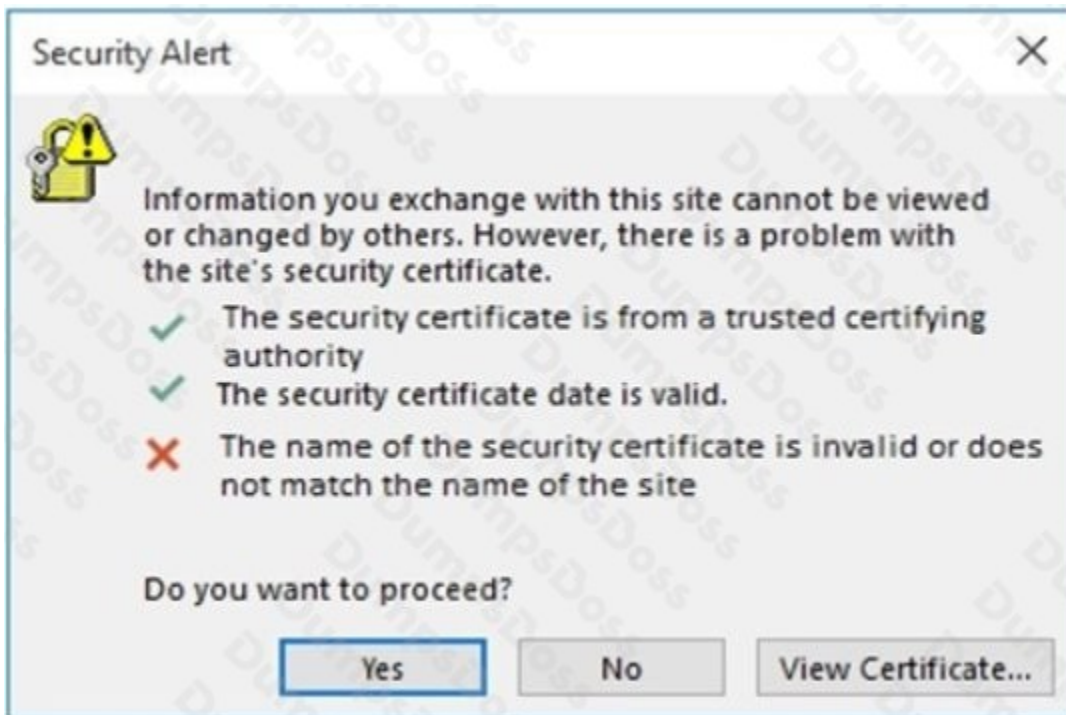 Security Alert
Information you exchange with this site cannot be viewed
or changed by others. However, there is a problem with
the site's security certificate.
The security certificate is from a trusted certifying
authority
The security certificate date is valid.
The name of the security certificate is invalid or does
not match the name of the site
Do you want to proceed?
Yes
No
View Certificate...
DumpsDoss